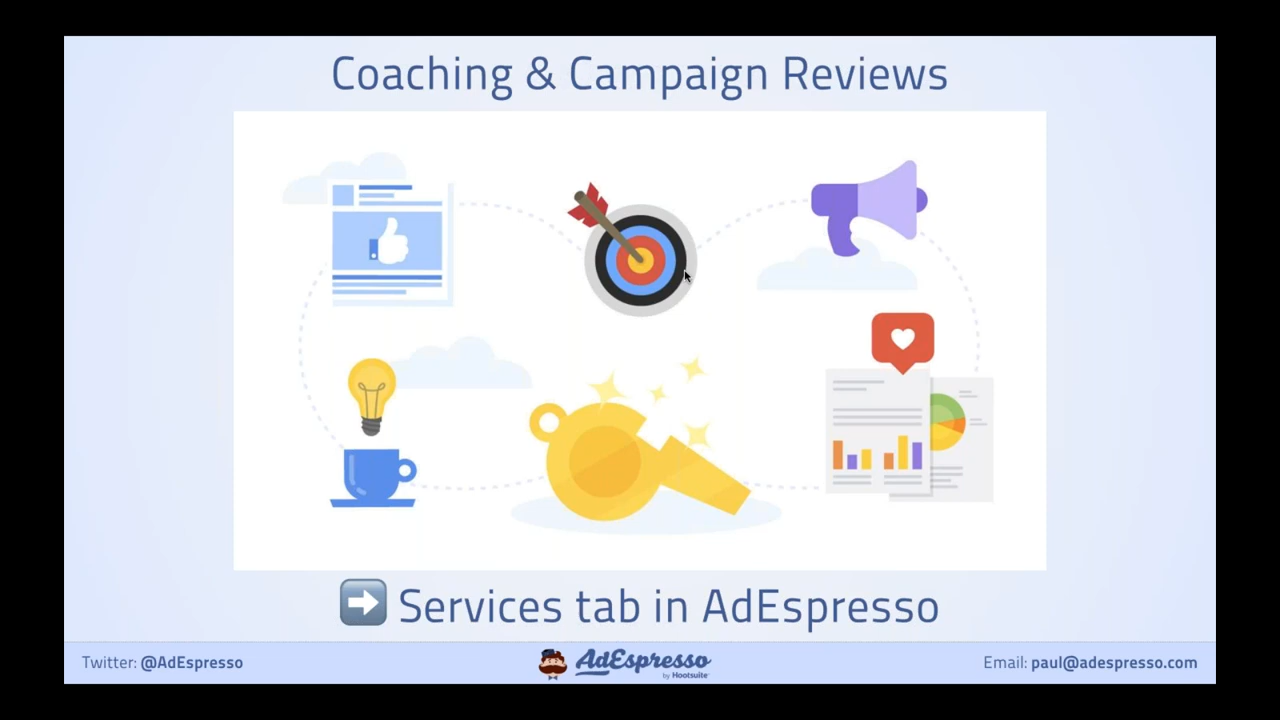 Coaching & Campaign Reviews
Services tab in AdEspresso
Twitter: @AdEspresso
AdEspresso
by Hootsuite
Email: paul@adespresso.com